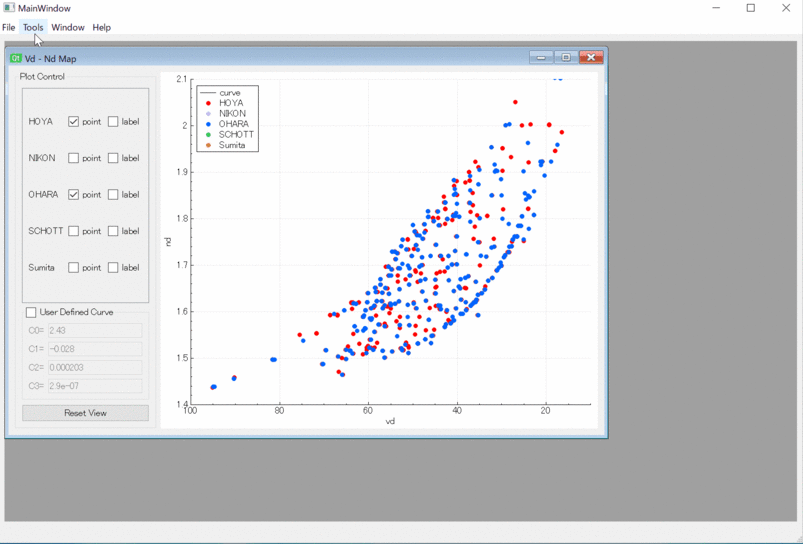 MainWindow
File Tools Window Help
Qt Vd - Nd Map
Plot Control
HOYA point label
NIKON point label
OHARA point label
SCHOTT point label
Sumita point label
User Defined Curve
C0= 2.43
C1= -0.028
C2= 0.000203
C3= 2.9e-07
Reset View
curve
HOYA
NIKON
OHARA
SCHOTT
Sumita
2.1
2
1.9
1.8
1.7
1.6
1.5
1.4
nd
100 80 60 40 20
vd